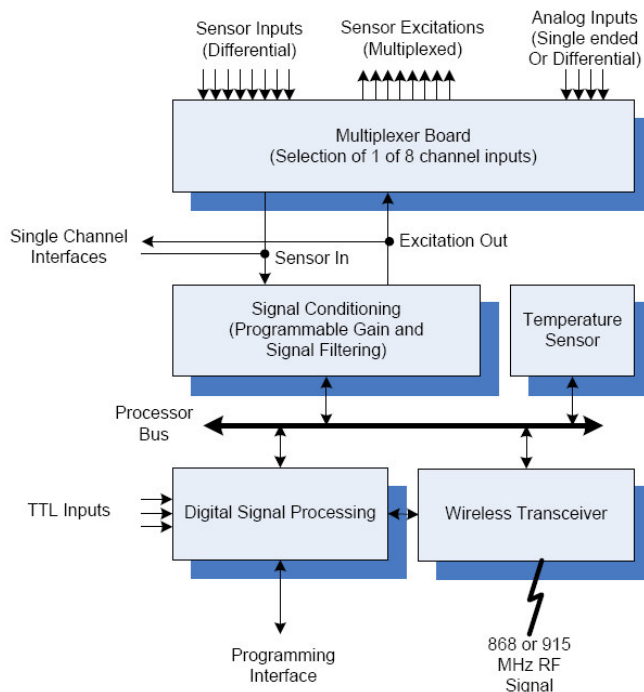 Sensor Inputs
(Differential)
Sensor Excitations
(Multiplexed)
Analog Inputs
(Single ended
Or Differential)
Multiplexer Board
(Selection of 1 of 8 channel inputs)
Single Channel
Interfaces
Excitation Out
Sensor In
Signal Conditioning
(Programmable Gain and
Signal Filtering)
Temperature
Sensor
Processor
Bus
TTL Inputs
Digital Signal Processing
Wireless Transceiver
Programming
Interface
868 or 915
MHz RF
Signal